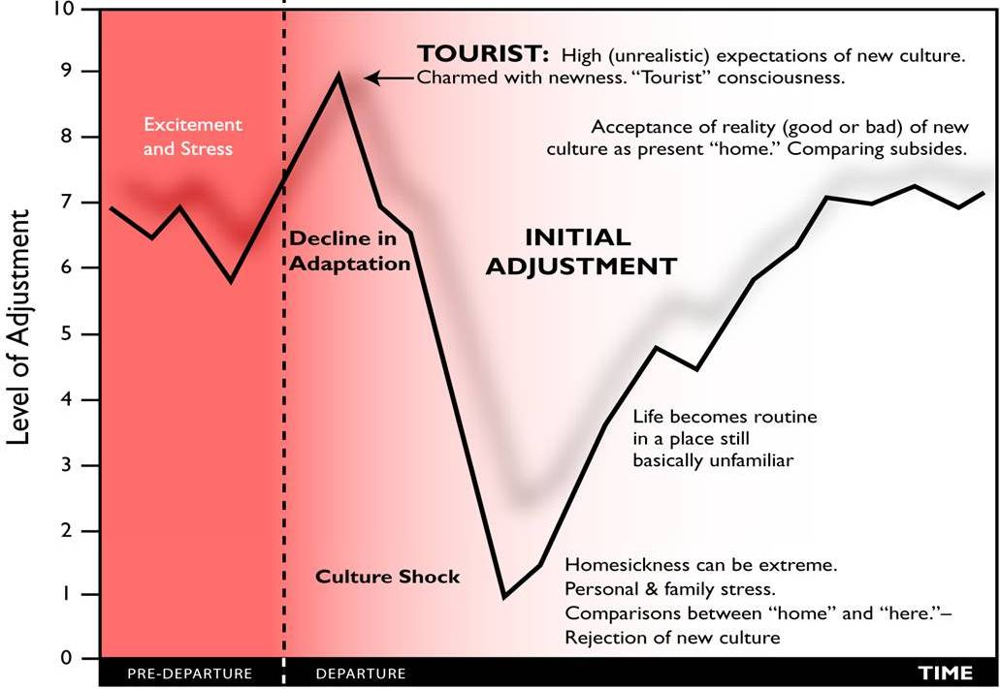 10
9
8
7
6
5
4
3
2
1
0
Level of Adjustment
TOURIST: High (unrealistic) expectations of new culture.
Charmed with newness. “Tourist” consciousness.
Excitement
and Stress
Acceptance of reality (good or bad) of new
culture as present “home.” Comparing subsides.
Decline in
Adaptation
INITIAL
ADJUSTMENT
Life becomes routine
in a place still
basically unfamiliar
Culture Shock
Homesickness can be extreme.
Personal & family stress.
Comparisons between “home” and “here.”–
Rejection of new culture
PRE-DEPARTURE
DEPARTURE
TIME